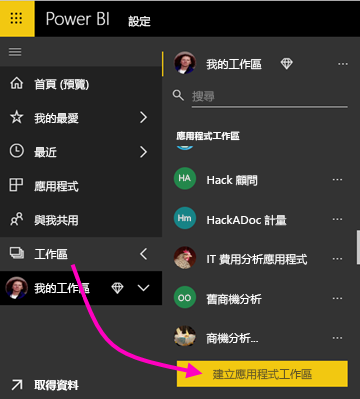 Power BI 設定
首頁 (預覽)
我的最愛
最近
應用程式
與我共用
工作區
我的工作區
取得資料
我的工作區
搜尋
應用程式工作區
HA Hack 顧問
Hm HackADoc 計量
IT 費用分析應用程式
OO 舊商機分析
商機分析...
建立應用程式工作區